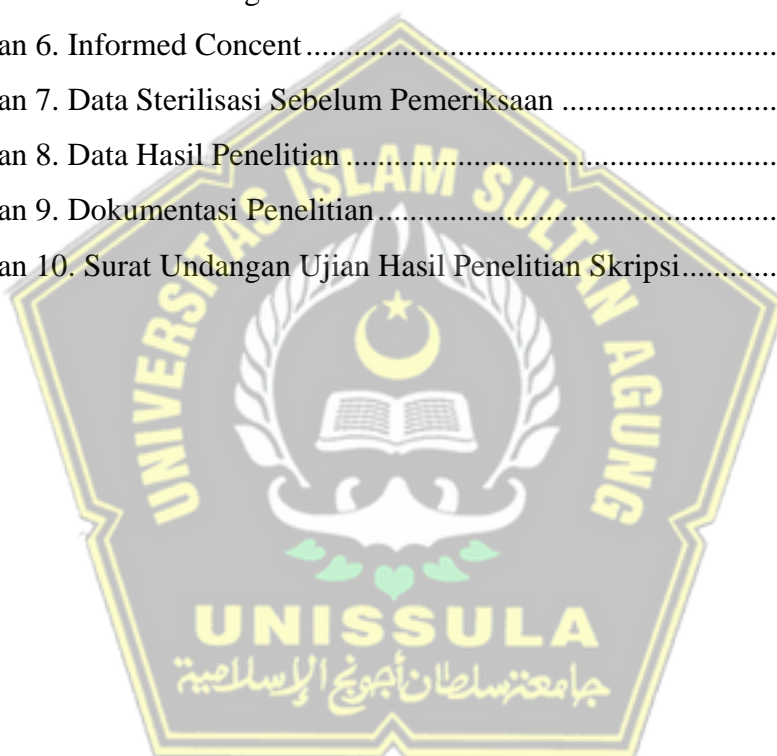 an 6. Informed Concent
an 7. Data Sterilisasi Sebelum Pemeriksaan
an 8. Data Hasil Penelitian
an 9. Dokumentasi Penelitian
an 10. Surat Undangan Ujian Hasil Penelitian Skripsi
UNIVERSITAS ISLAM SULTAN AGUNG
UNISSULA
جامعة سلطان أجونج الإسلامية